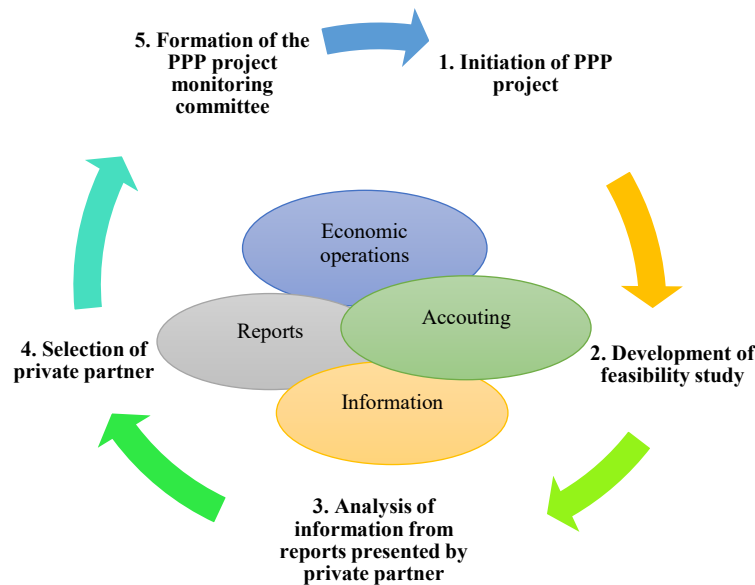 5. Formation of the
PPP project
monitoring
committee
1. Initiation of PPP
project
Economic
operations
Reports
Accouting
Information
4. Selection of
private partner
2. Development of
feasibility study
3. Analysis of
information from
reports presented by
private partner